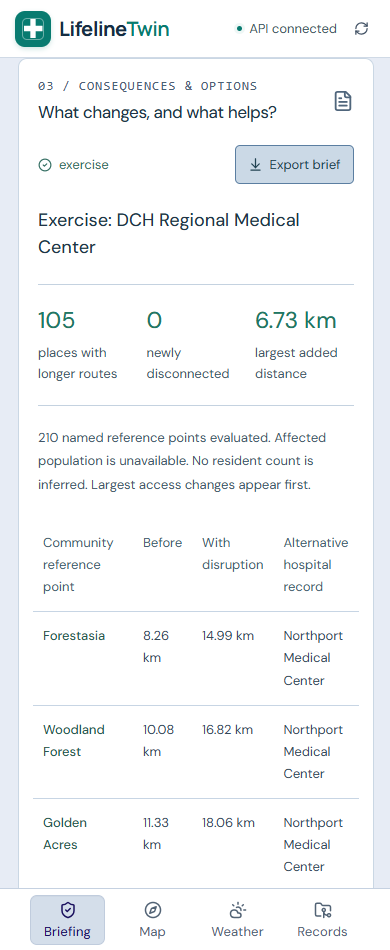 LifelineTwin
API connected
03 / CONSEQUENCES & OPTIONS
What changes, and what helps?
exercise
Export brief
Exercise: DCH Regional Medical
Center
105
places with
longer routes
0
newly
disconnected
6.73 km
largest added
distance
210 named reference points evaluated. Affected
population is unavailable. No resident count is
inferred. Largest access changes appear first.
Community
reference
point
Before
With
disruption
Alternative
hospital
record
Forestasia
8.26
km
14.99 km
Northport
Medical
Center
Woodland
Forest
10.08
km
16.82 km
Northport
Medical
Center
Golden
Acres
11.33
km
18.06 km
Northport
Medical
Center
Briefing
Map
Weather
Records